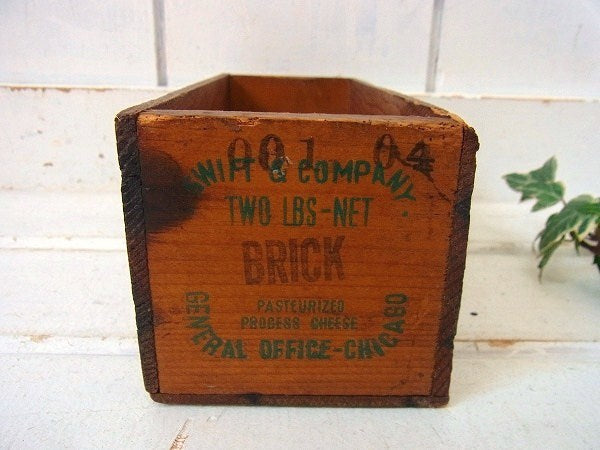 001 04
SWIFT & COMPANY.
TWO LBS-NET
BRICK
PASTEURIZED
PROCESS CHEESE
GENERAL OFFICE-CHICAGO